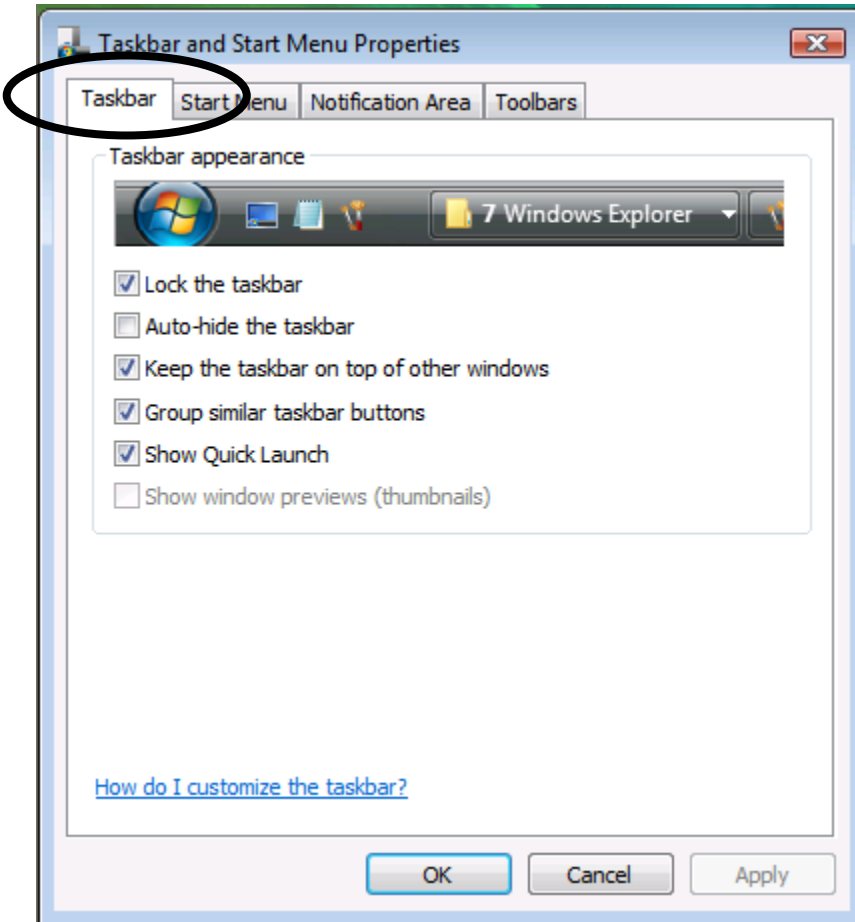 Taskbar and Start Menu Properties
Taskbar Start Menu Notification Area Toolbars
Taskbar appearance
7 Windows Explorer
Lock the taskbar
Auto-hide the taskbar
Keep the taskbar on top of other windows
Group similar taskbar buttons
Show Quick Launch
Show window previews (thumbnails)
How do I customize the taskbar?
OK Cancel Apply